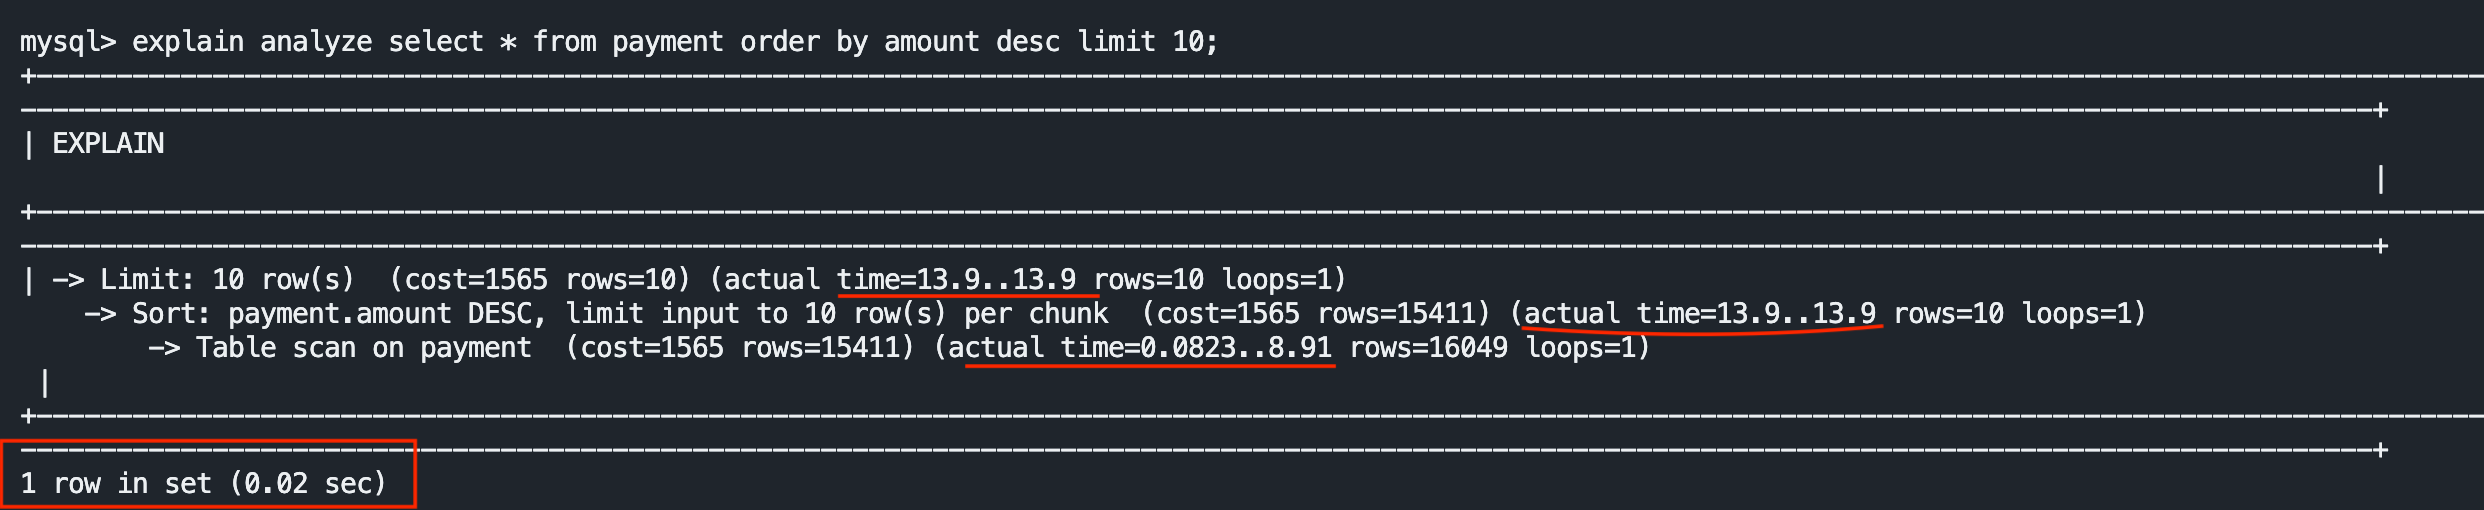 mysql> explain analyze select * from payment order by amount desc limit 10;
| EXPLAIN
|
| -> Limit: 10 row(s)  (cost=1565 rows=10) (actual time=13.9..13.9 rows=10 loops=1)
    -> Sort: payment.amount DESC, limit input to 10 row(s) per chunk  (cost=1565 rows=15411) (actual time=13.9..13.9 rows=10 loops=1)
        -> Table scan on payment  (cost=1565 rows=15411) (actual time=0.0823..8.91 rows=16049 loops=1)
 |
1 row in set (0.02 sec)